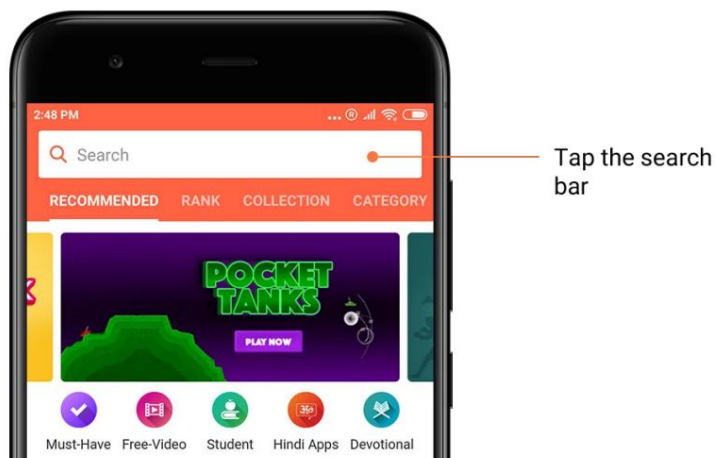 2:48 PM
Search
Tap the search
bar
RECOMMENDED RANK COLLECTION CATEGORY
POCKET
TANKS
PLAY NOW
Must-Have Free-Video Student Hindi Apps Devotional